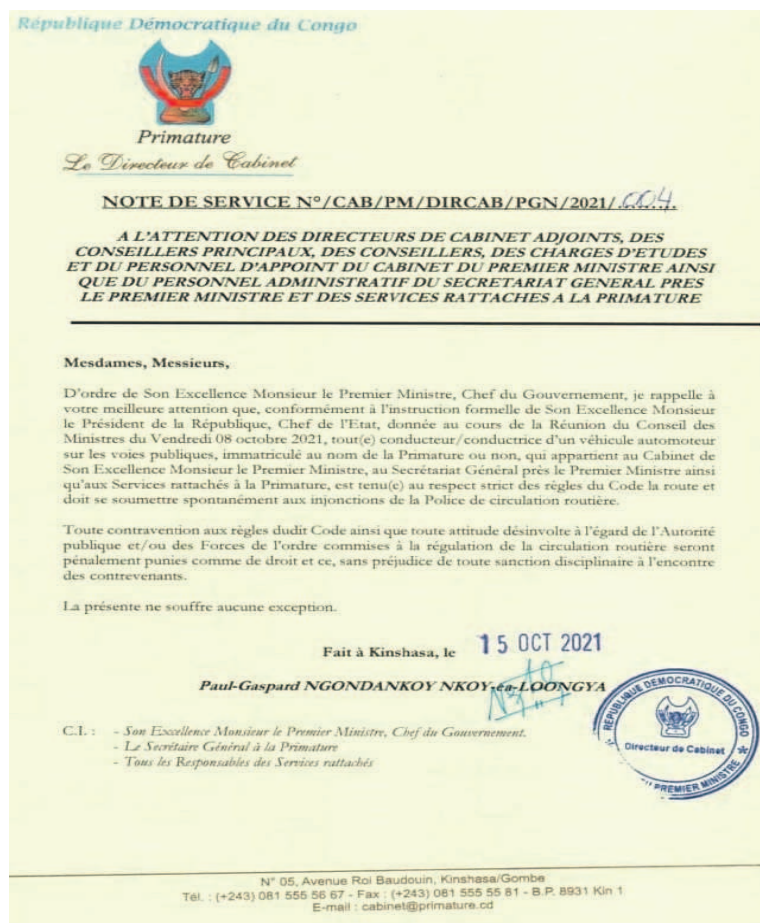 République Démocratique du Congo
Primature
Le Directeur de Cabinet
NOTE DE SERVICE N°/CAB/PM/DIRCAB/PGN/2021/.004.
A L'ATTENTION DES DIRECTEURS DE CABINET ADJOINTS, DES
CONSEILLERS PRINCIPAUX, DES CONSEILLERS, DES CHARGES D'ETUDES
ET DU PERSONNEL D'APPOINT DU CABINET DU PREMIER MINISTRE AINSI
QUE DU PERSONNEL ADMINISTRATIF DU SECRETARIAT GENERAL PRES
LE PREMIER MINISTRE ET DES SERVICES RATTACHES A LA PRIMATURE
Mesdames, Messieurs,
D'ordre de Son Excellence Monsieur le Premier Ministre, Chef du Gouvernement, je rappelle à
votre meilleure attention que, conformément à l'instruction formelle de Son Excellence Monsieur
le Président de la République, Chef de l'Etat, donnée au cours de la Réunion du Conseil des
Ministres du Vendredi 08 octobre 2021, tout(e) conducteur/conductrice d'un véhicule automoteur
sur les voies publiques, immatriculé au nom de la Primature ou non, qui appartient au Cabinet de
Son Excellence Monsieur le Premier Ministre, au Secrétariat Général près le Premier Ministre ainsi
qu'aux Services rattachés à la Primature, est tenu(e) au respect strict des règles du Code la route et
doit se soumettre spontanément aux injonctions de la Police de circulation routière.
Toute contravention aux règles dudit Code ainsi que toute attitude désinvolte à l'égard de l'Autorité
publique et/ou des Forces de l'ordre commises à la régulation de la circulation routière seront
pénalement punies comme de droit et ce, sans préjudice de toute sanction disciplinaire à l'encontre
des contrevenants.
La présente ne souffre aucune exception.
Fait à Kinshasa, le 15 OCT 2021
Paul-Gaspard NGONDANKOY NKOY-ea-LOONGYA
REPUBLIQUE DEMOCRATIQUE DU CONGO
Directeur de Cabinet
PREMIER MINISTRE
C.I. : - Son Excellence Monsieur le Premier Ministre, Chef du Gouvernement.
- Le Secrétaire Général à la Primature
- Tous les Responsables des Services rattachés
N° 05, Avenue Roi Baudouin, Kinshasa/Gombe
Tél. : (+243) 081 555 56 67 - Fax : (+243) 081 555 55 81 - B.P. 8931 Kin 1
E-mail : cabinet@primature.cd